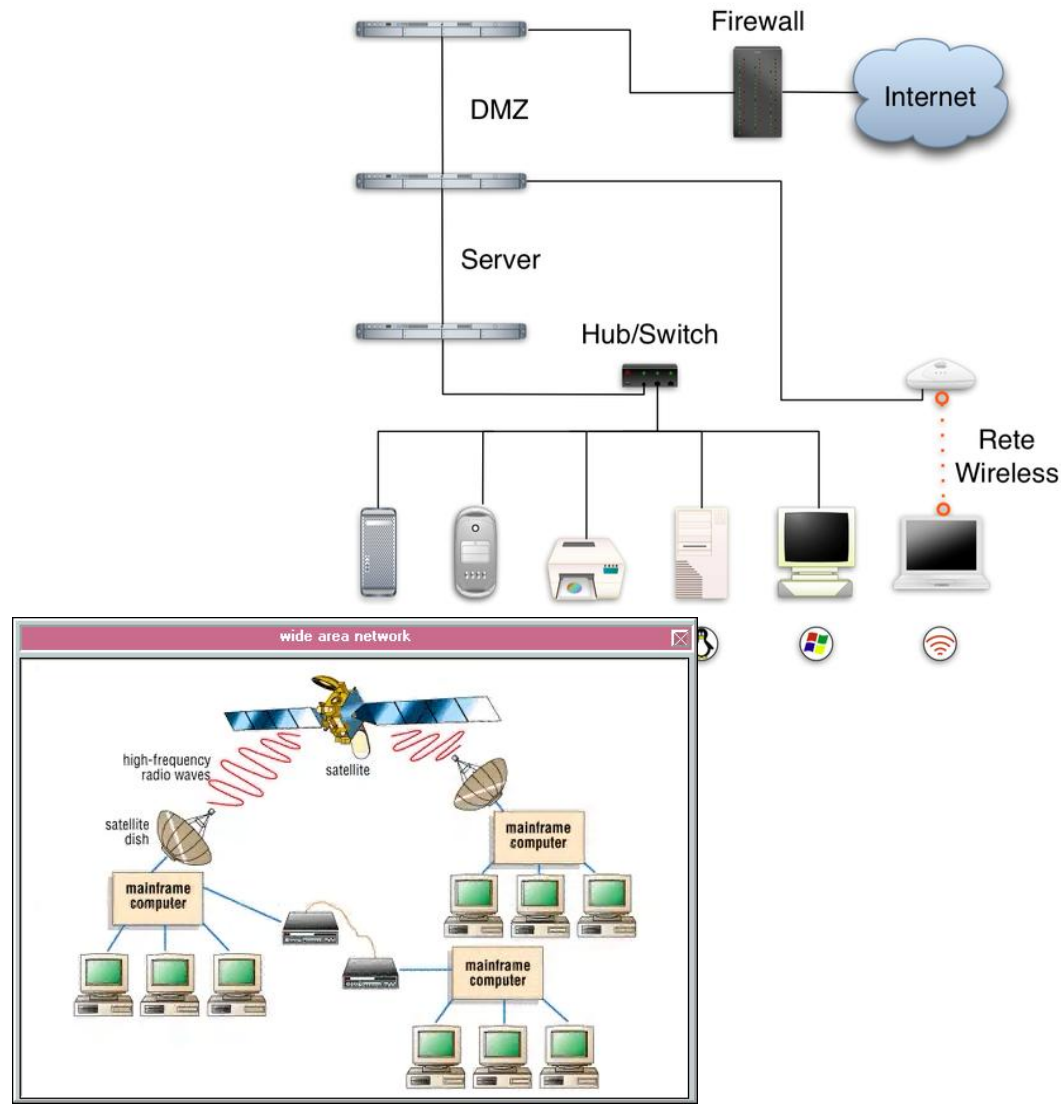 Firewall
Internet
DMZ
Server
Hub/Switch
Rete
Wireless
wide area network
high-frequency
radio waves
satellite
satellite
dish
mainframe
computer
mainframe
computer
mainframe
computer